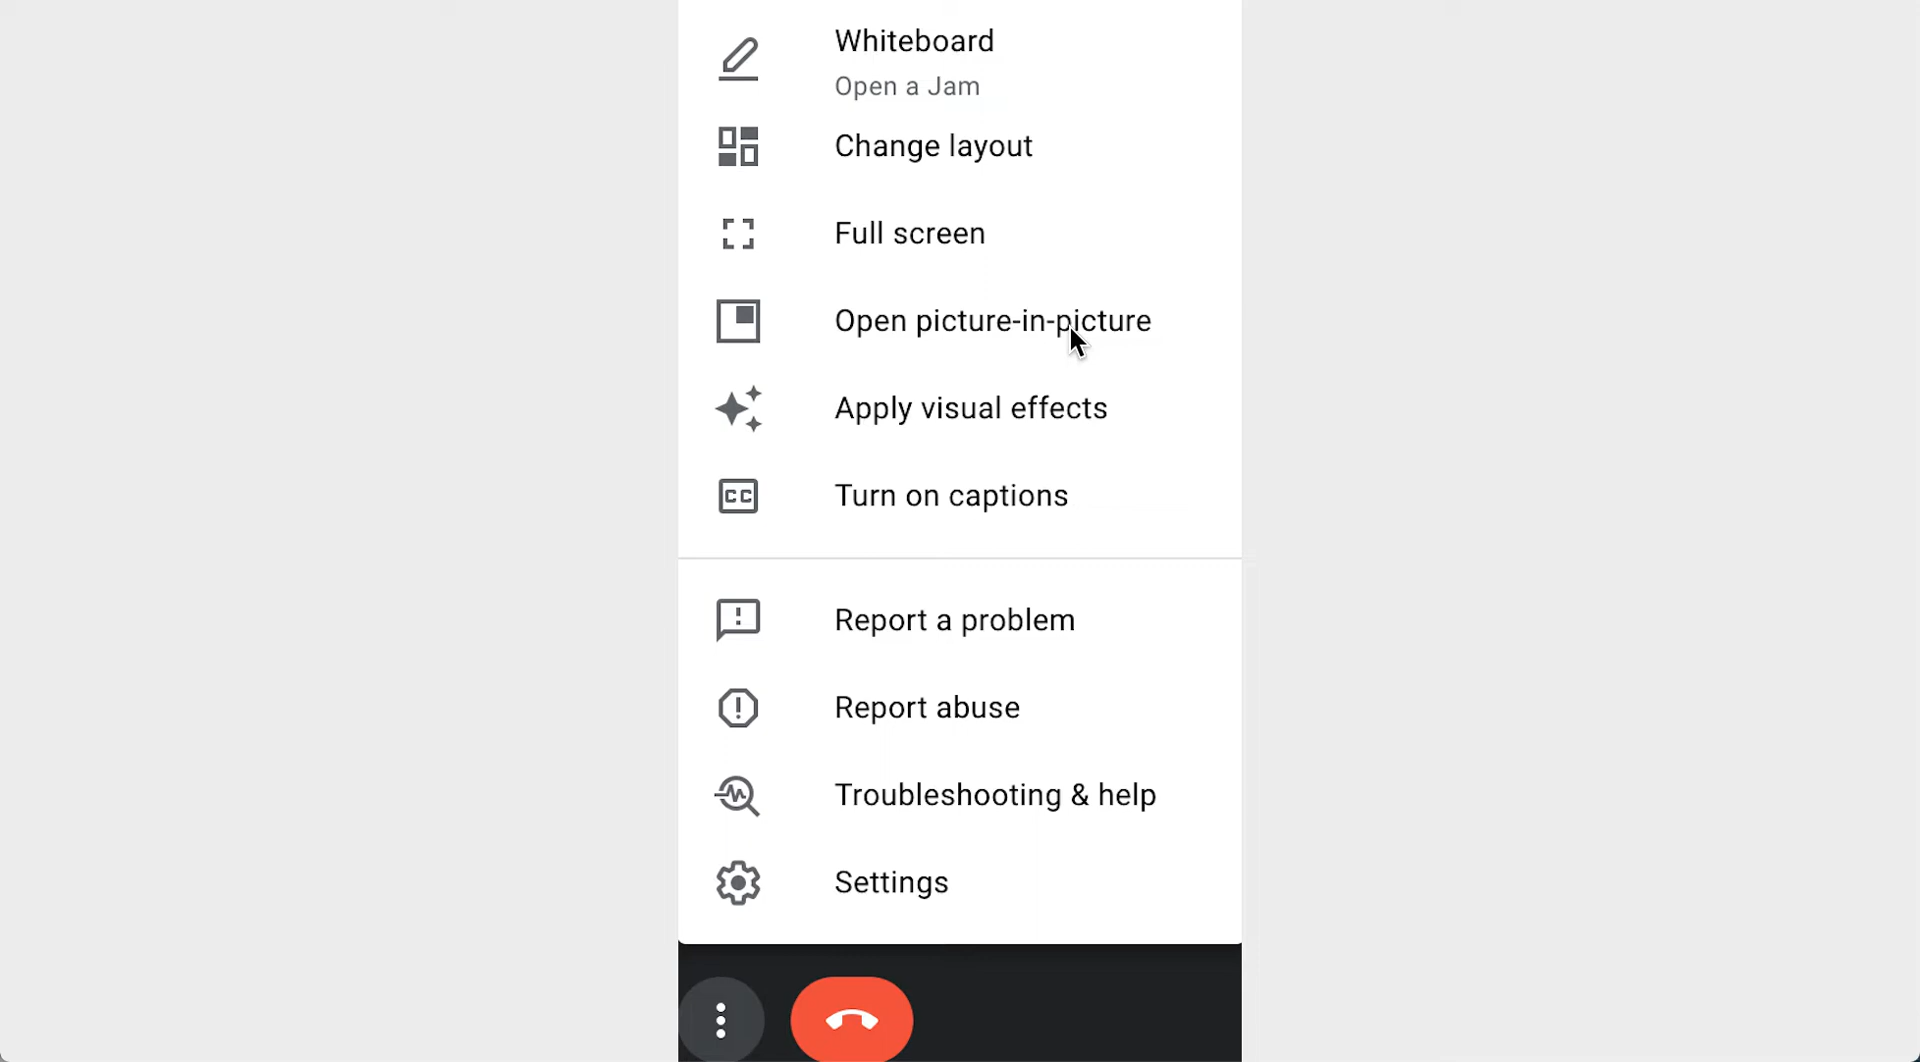 Whiteboard
Open a Jam
Change layout
Full screen
Open picture-in-picture
Apply visual effects
CC Turn on captions
Report a problem
Report abuse
Troubleshooting & help
Settings